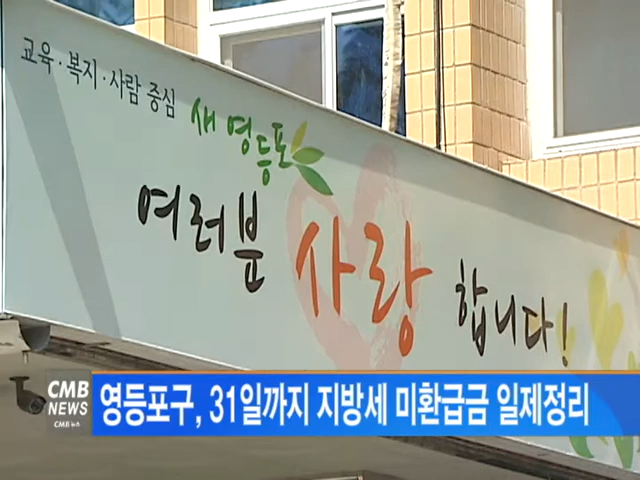 교육·복지·사람 중심
새 영등포
여러분 사랑 합니다!
CMB
NEWS
CMB 뉴스
영등포구, 31일까지 지방세 미환급금 일제정리